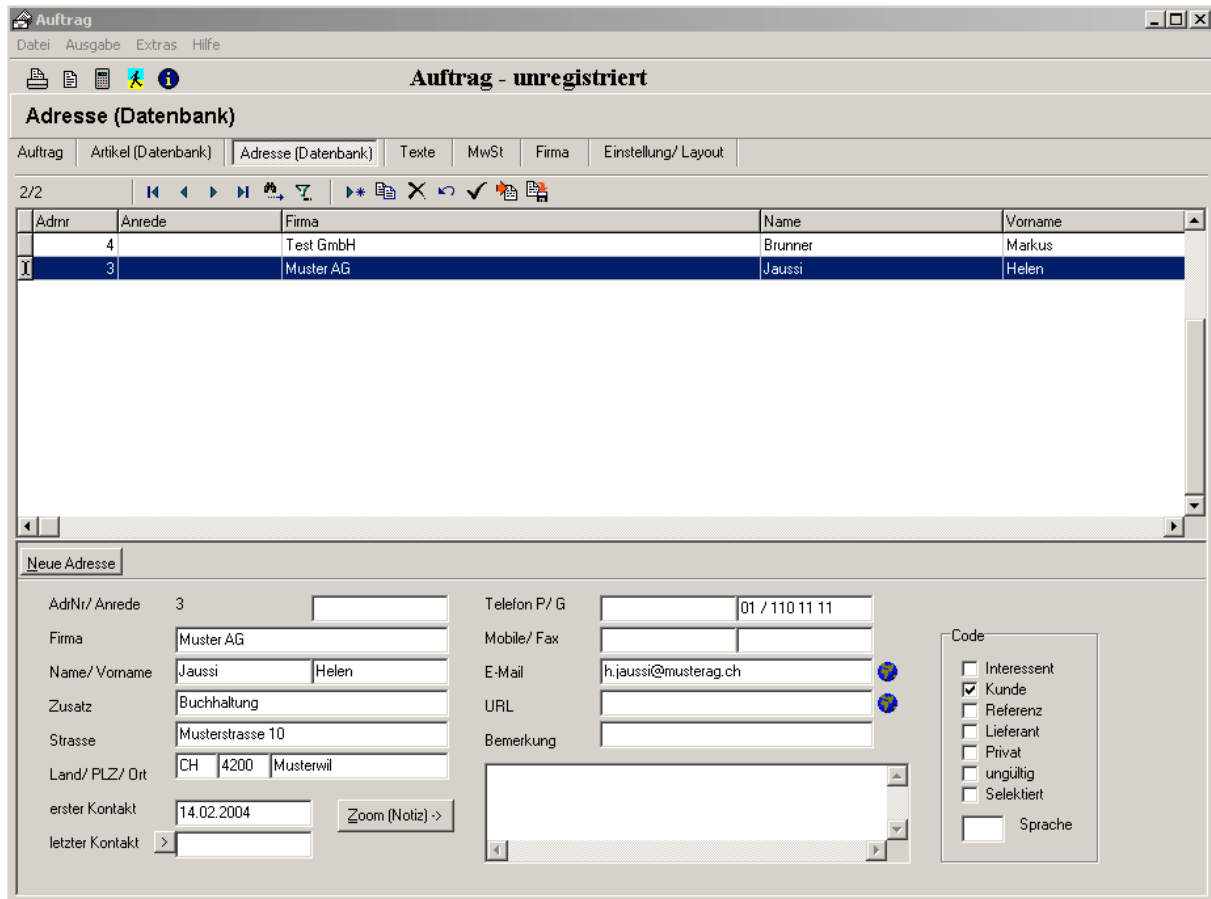 Auftrag
Datei Ausgabe Extras Hilfe
Auftrag - unregistriert
Adresse (Datenbank)
Auftrag Artikel (Datenbank) Adresse (Datenbank) Texte MwSt Firma Einstellung/ Layout
2/2
Adrnr Anrede Firma Name Vorname
4 Test GmbH Brunner Markus
3 Muster AG Jaussi Helen
Neue Adresse
AdrNr/ Anrede 3
Firma Muster AG
Name/ Vorname Jaussi Helen
Zusatz Buchhaltung
Strasse Musterstrasse 10
Land/ PLZ/ Ort CH 4200 Musterwil
erster Kontakt 14.02.2004 Zoom (Notiz) ->
letzter Kontakt >
Telefon P/ G 01 / 110 11 11
Mobile/ Fax
E-Mail h.jaussi@musterag.ch
URL
Bemerkung
Code
Interessent
Kunde
Referenz
Lieferant
Privat
ungültig
Selektiert
Sprache